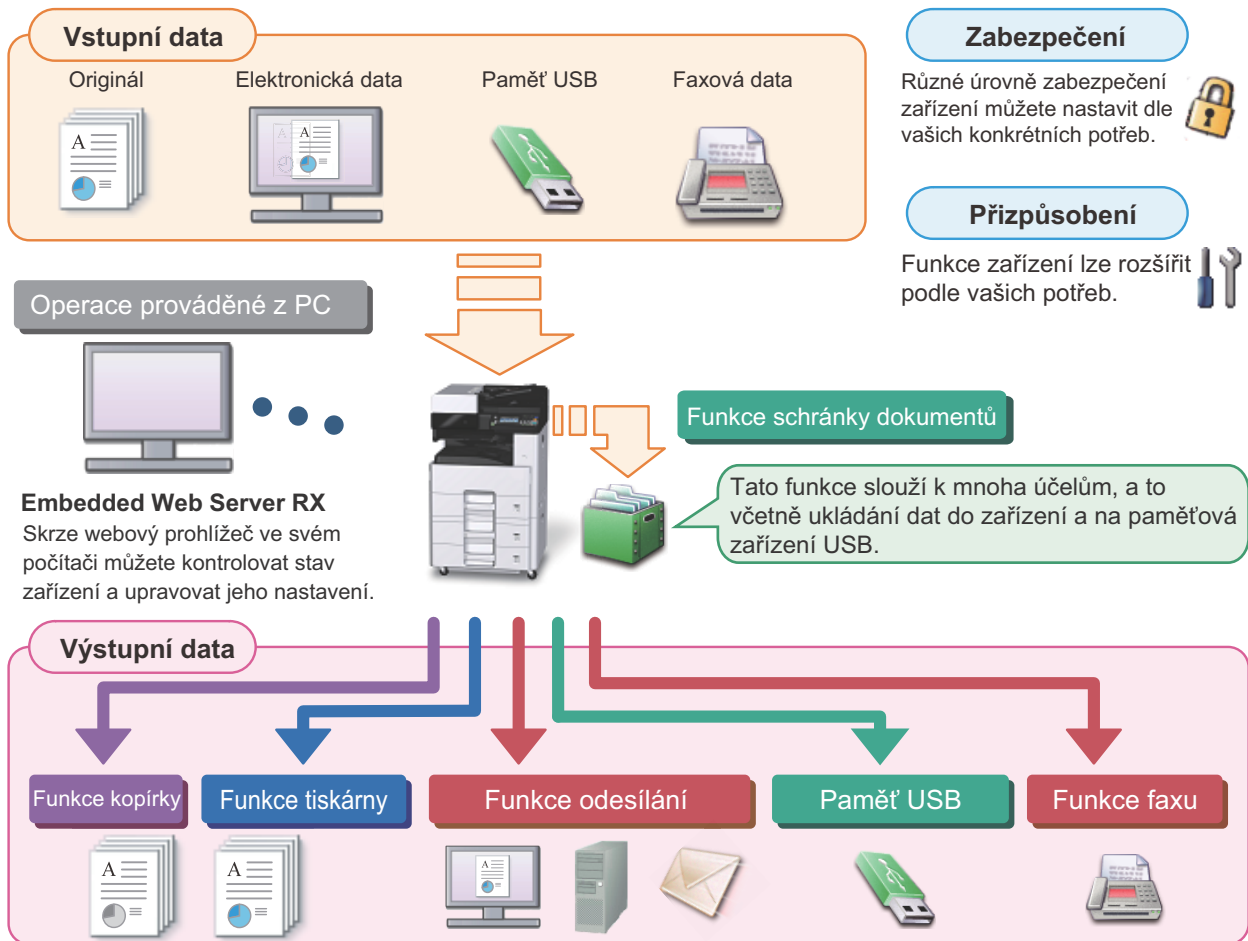 Vstupní data
Originál
Elektronická data
Paměť USB
Faxová data
Zabezpečení
Různé úrovně zabezpečení
zařízení můžete nastavit dle
vašich konkrétních potřeb.
Přizpůsobení
Funkce zařízení lze rozšířit
podle vašich potřeb.
Operace prováděné z PC
Embedded Web Server RX
Skrze webový prohlížeč ve svém
počítači můžete kontrolovat stav
zařízení a upravovat jeho nastavení.
Funkce schránky dokumentů
Tato funkce slouží k mnoha účelům, a to
včetně ukládání dat do zařízení a na paměťová
zařízení USB.
Výstupní data
Funkce kopírky
Funkce tiskárny
Funkce odesílání
Paměť USB
Funkce faxu
A
A
A
A
A
A